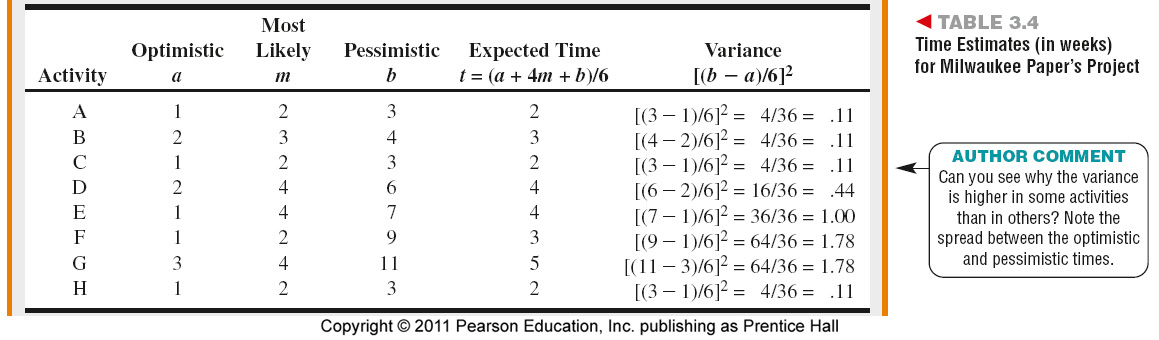 Most
Optimistic Likely Pessimistic Expected Time Variance
Activity a m b t = (a + 4m + b)/6 [(b – a)/6]²
A 1 2 3 2 [(3 – 1)/6]² = 4/36 = .11
B 2 3 4 3 [(4 – 2)/6]² = 4/36 = .11
C 1 2 3 2 [(3 – 1)/6]² = 4/36 = .11
D 2 4 6 4 [(6 – 2)/6]² = 16/36 = .44
E 1 4 7 4 [(7 – 1)/6]² = 36/36 = 1.00
F 1 2 9 3 [(9 – 1)/6]² = 64/36 = 1.78
G 3 4 11 5 [(11 – 3)/6]² = 64/36 = 1.78
H 1 2 3 2 [(3 – 1)/6]² = 4/36 = .11
◀ TABLE 3.4
Time Estimates (in weeks)
for Milwaukee Paper's Project
AUTHOR COMMENT
Can you see why the variance
is higher in some activities
than in others? Note the
spread between the optimistic
and pessimistic times.
Copyright © 2011 Pearson Education, Inc. publishing as Prentice Hall